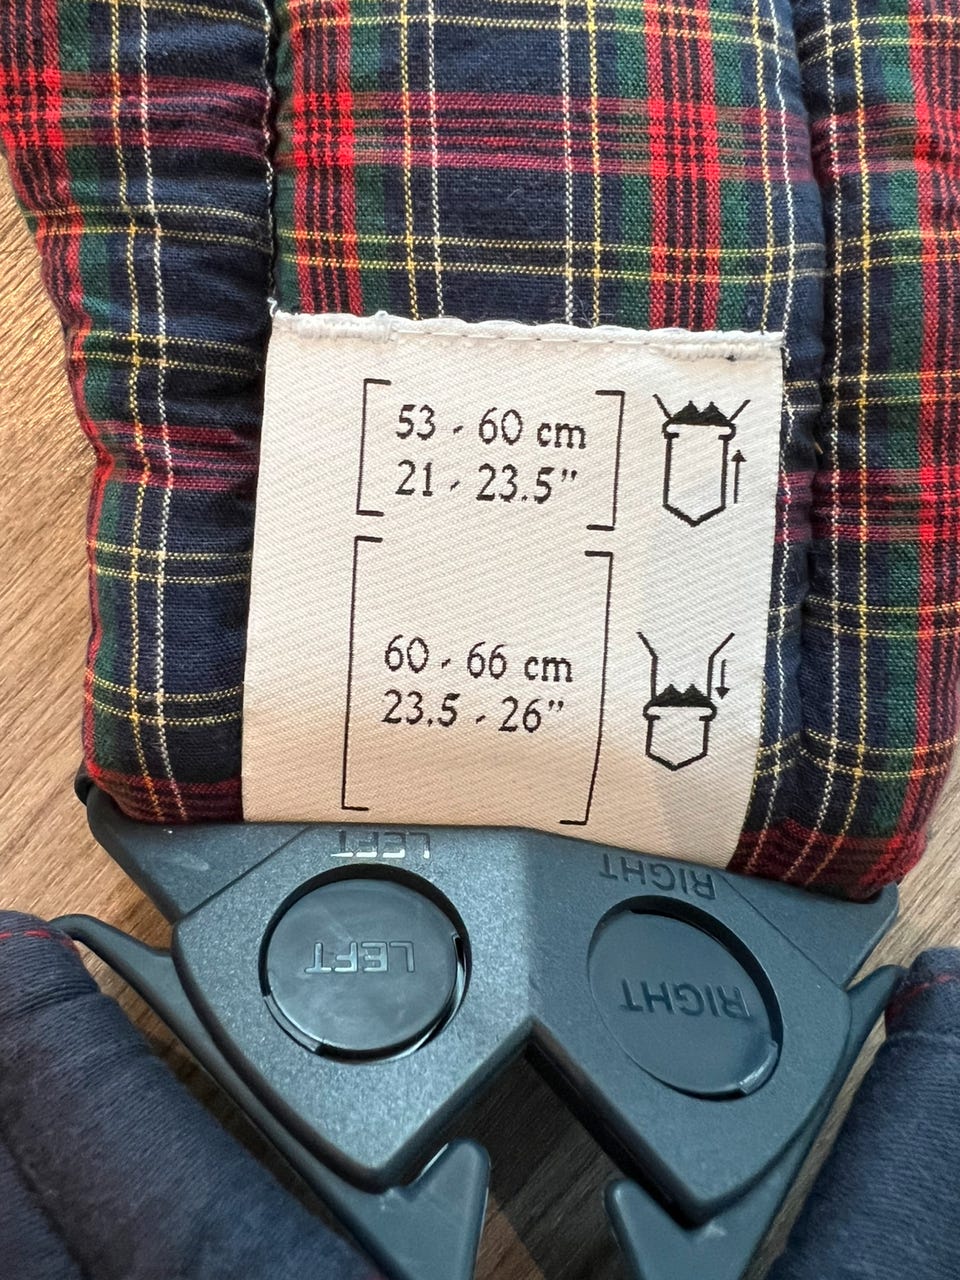 53 - 60 cm
21 - 23.5"
60 - 66 cm
23.5 - 26"
LEFT
RIGHT
LEFT
RIGHT